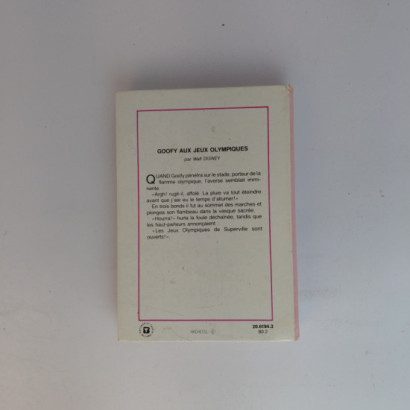 GOOFY AUX JEUX OLYMPIQUES
par Walt DISNEY
QUAND Goofy pénétra sur le stade, porteur de la
flamme olympique, l'averse semblait immi-
nente.
«Argh! rugit-il, affolé. La pluie va tout éteindre
avant que j'aie eu le temps d'allumer!»
En trois bonds il fut au sommet des marches et
plongea son flambeau dans la vasque sacrée.
«Hourra!» hurla la foule déchaînée, tandis que
les haut-parleurs annonçaient:
«Les Jeux Olympiques de Superville sont
ouverts!»